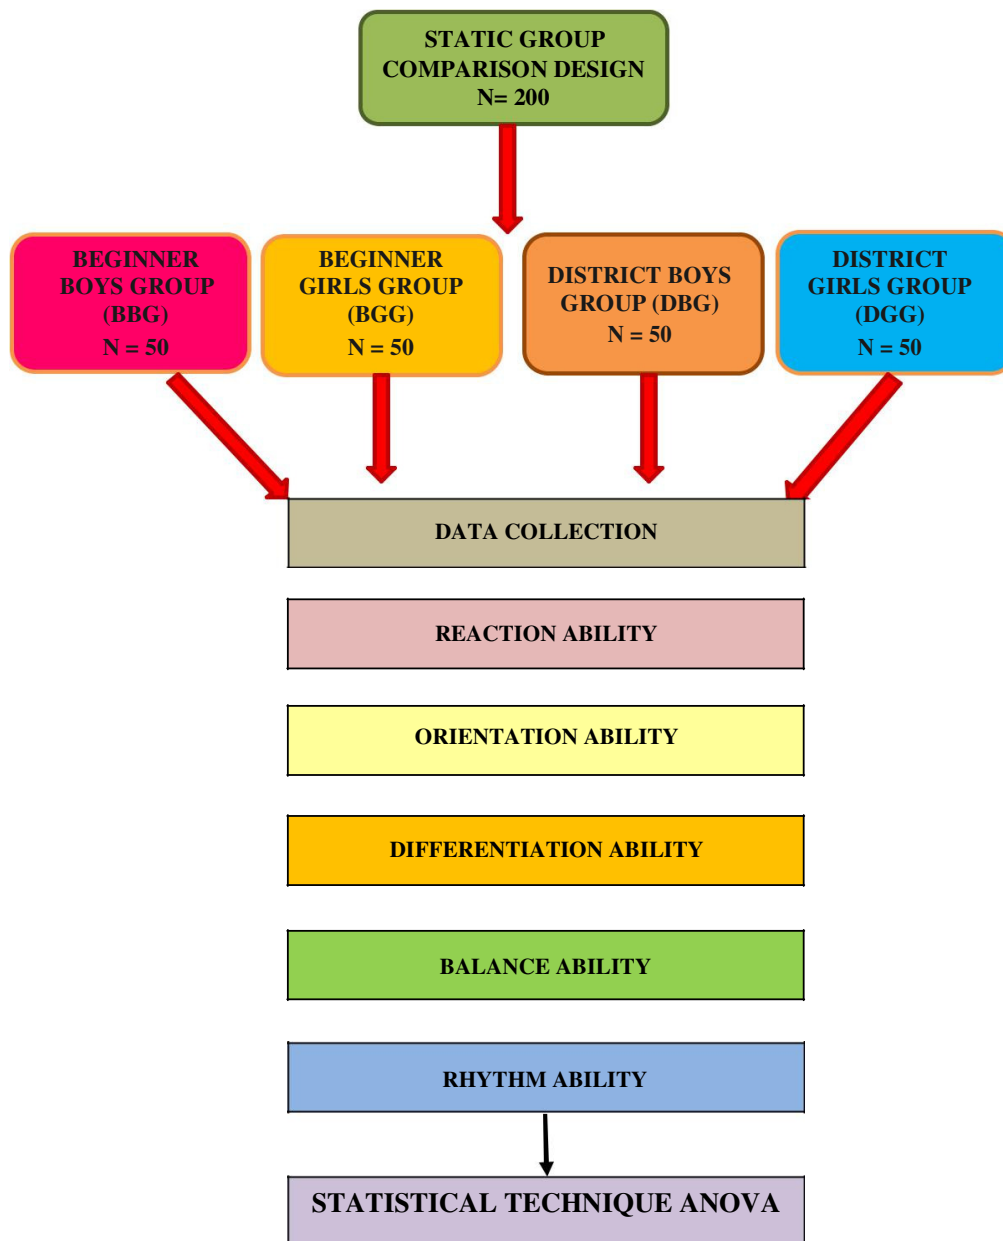 STATIC GROUP
COMPARISON DESIGN
N= 200
BEGINNER
BOYS GROUP
(BBG)
N = 50
BEGINNER
GIRLS GROUP
(BGG)
N = 50
DISTRICT BOYS
GROUP (DBG)
N = 50
DISTRICT
GIRLS GROUP
(DGG)
N = 50
DATA COLLECTION
REACTION ABILITY
ORIENTATION ABILITY
DIFFERENTIATION ABILITY
BALANCE ABILITY
RHYTHM ABILITY
STATISTICAL TECHNIQUE ANOVA